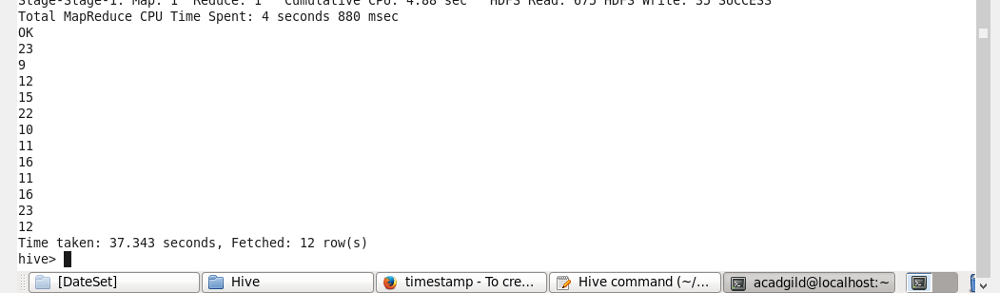 Stage-Stage-1: Map: 1  Reduce: 1   Cumulative CPU: 4.88 sec   HDFS Read: 675 HDFS Write: 35 SUCCESS
Total MapReduce CPU Time Spent: 4 seconds 880 msec
OK
23
9
12
15
22
10
11
16
11
16
23
12
Time taken: 37.343 seconds, Fetched: 12 row(s)
hive>
[DateSet] Hive timestamp - To cre... Hive command (~/... acadgild@localhost:~